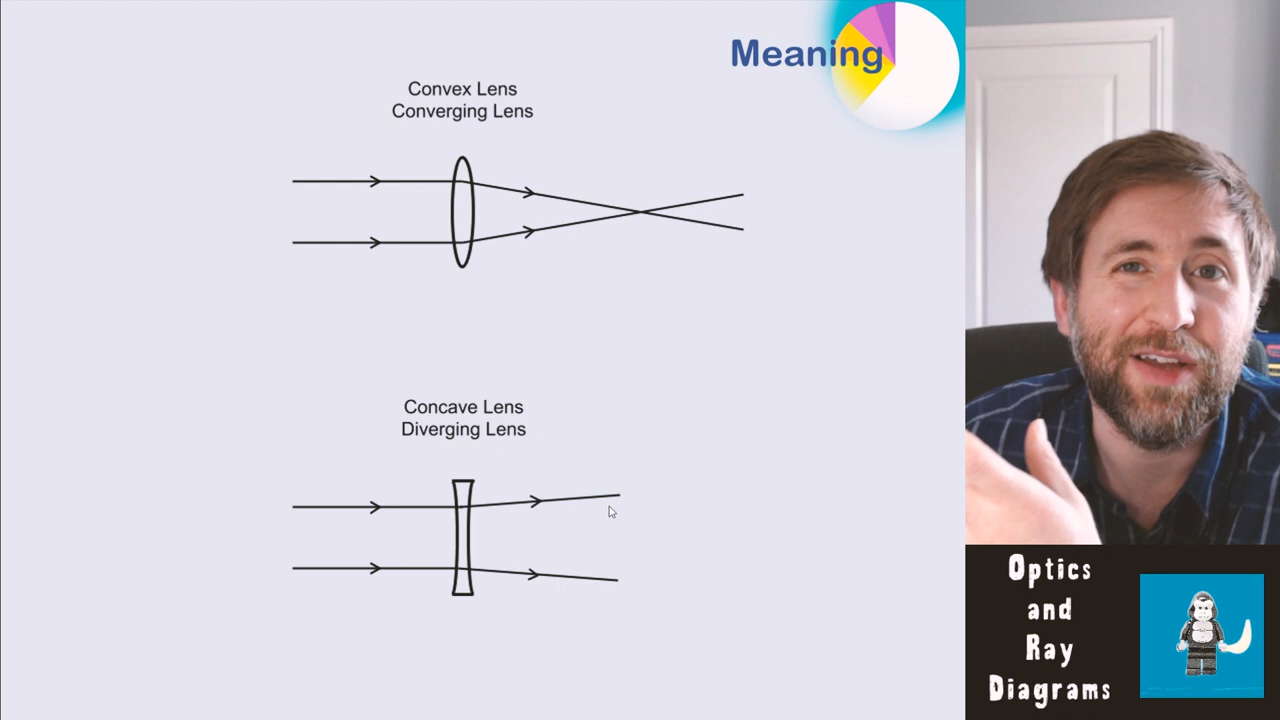 Meaning
Convex Lens
Converging Lens
Concave Lens
Diverging Lens
Optics
and
Ray
Diagrams